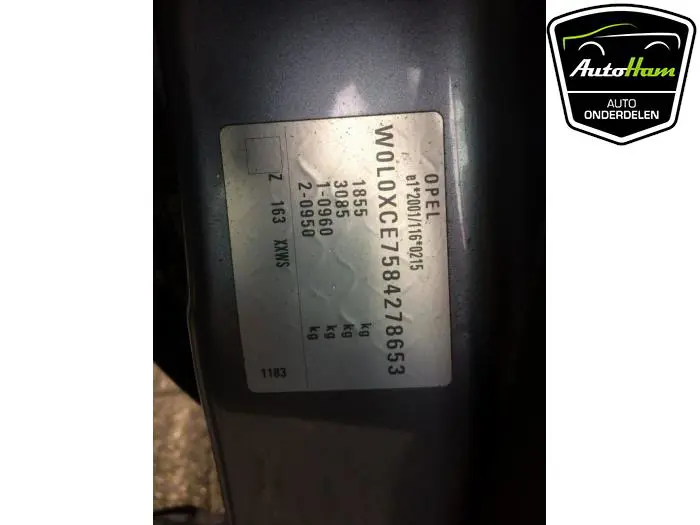 OPEL
e1*2001/116*0215
W0L0XCE7584278653
1855 kg
3085 kg
1-0960 kg
2-0950 kg
Z 163 XXWS
1183
AutoHam
AUTO
ONDERDELEN